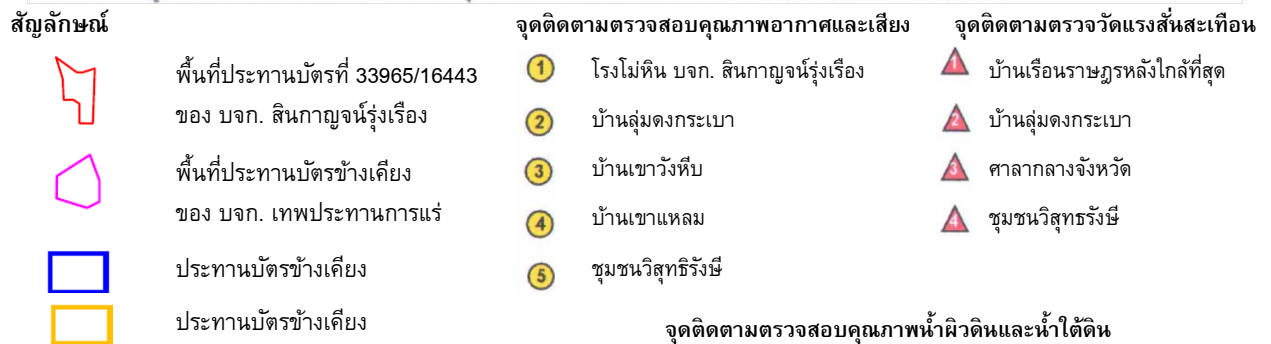 สัญลักษณ์
พื้นที่ประทานบัตรที่ 33965/16443
ของ บจก. สินกาญจน์รุ่งเรือง
พื้นที่ประทานบัตรข้างเคียง
ของ บจก. เทพประทานการแร่
ประทานบัตรข้างเคียง
ประทานบัตรข้างเคียง
จุดติดตามตรวจสอบคุณภาพอากาศและเสียง
1 โรงโม่หิน บจก. สินกาญจน์รุ่งเรือง
2 บ้านลุ่มดงกระเบา
3 บ้านเขาวังหีบ
4 บ้านเขาแหลม
5 ชุมชนวิสุทธิรังษี
จุดติดตามตรวจวัดแรงสั่นสะเทือน
1 บ้านเรือนราษฎรหลังใกล้ที่สุด
2 บ้านลุ่มดงกระเบา
3 ศาลากลางจังหวัด
4 ชุมชนวิสุทธรังษี
จุดติดตามตรวจสอบคุณภาพน้ำผิวดินและน้ำใต้ดิน